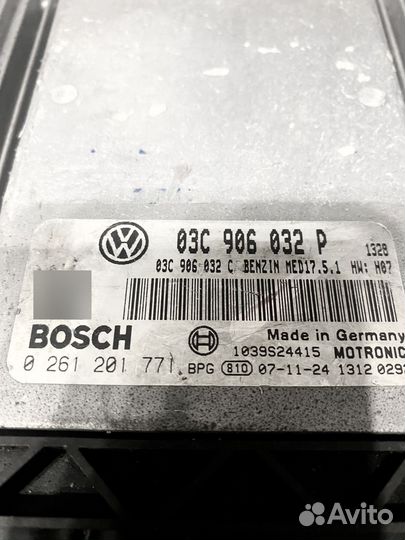 03C 906 032 P 1328
03C 906 032 C BENZIN MED17.5.1 HW: H07
BOSCH Made in Germany
1039S24415 MOTRONIC
0 261 201 771 BPG 810 07-11-24 1312 0293
Avito